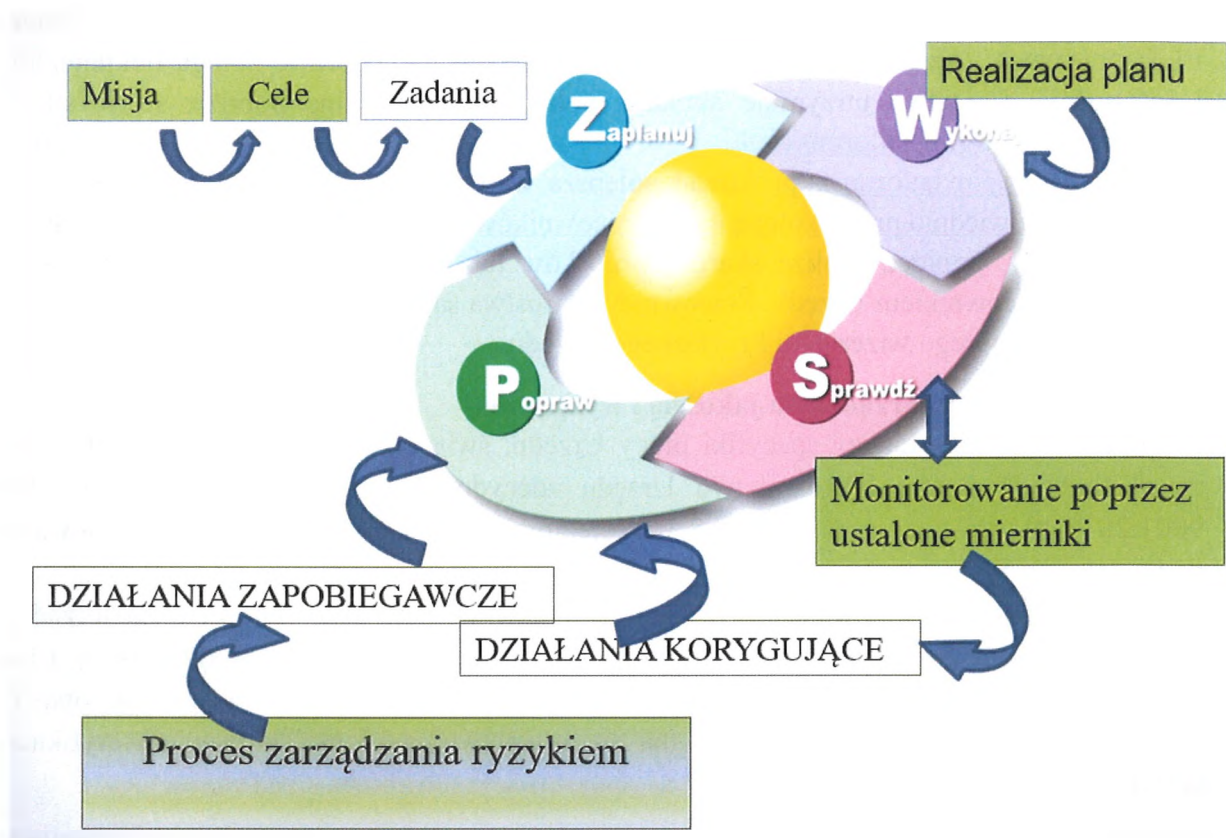 Misja
Cele
Zadania
Zaplanuj
Wykonaj
Realizacja planu
Popraw
Sprawdź
Monitorowanie poprzez
ustalone mierniki
DZIAŁANIA ZAPOBIEGAWCZE
DZIAŁANIA KORYGUJĄCE
Proces zarządzania ryzykiem